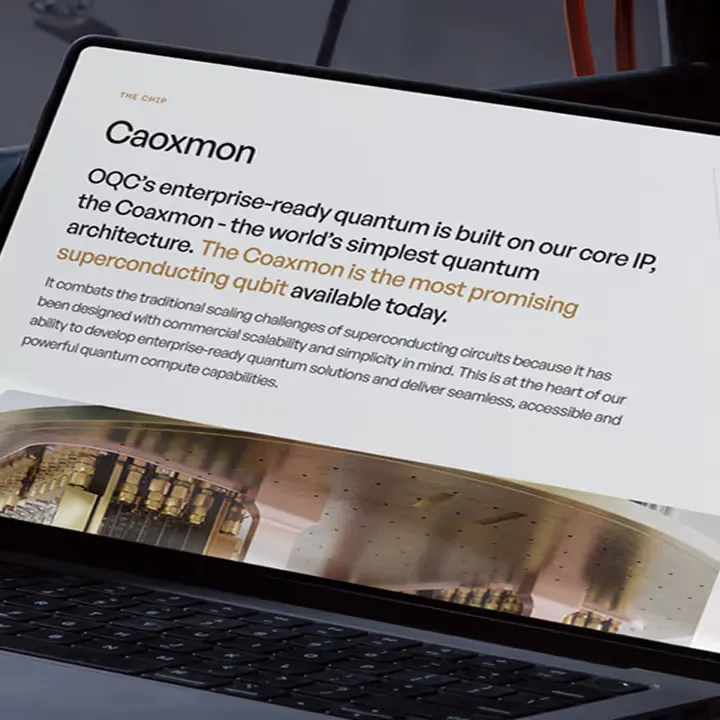 THE CHIP
Caoxmon
OQC's enterprise-ready quantum is built on our core IP,
the Coaxmon - the world's simplest quantum
architecture. The Coaxmon is the most promising
superconducting qubit available today.
It combats the traditional scaling challenges of superconducting circuits because it has
been designed with commercial scalability and simplicity in mind. This is at the heart of our
ability to develop enterprise-ready quantum solutions and deliver seamless, accessible and
powerful quantum compute capabilities.